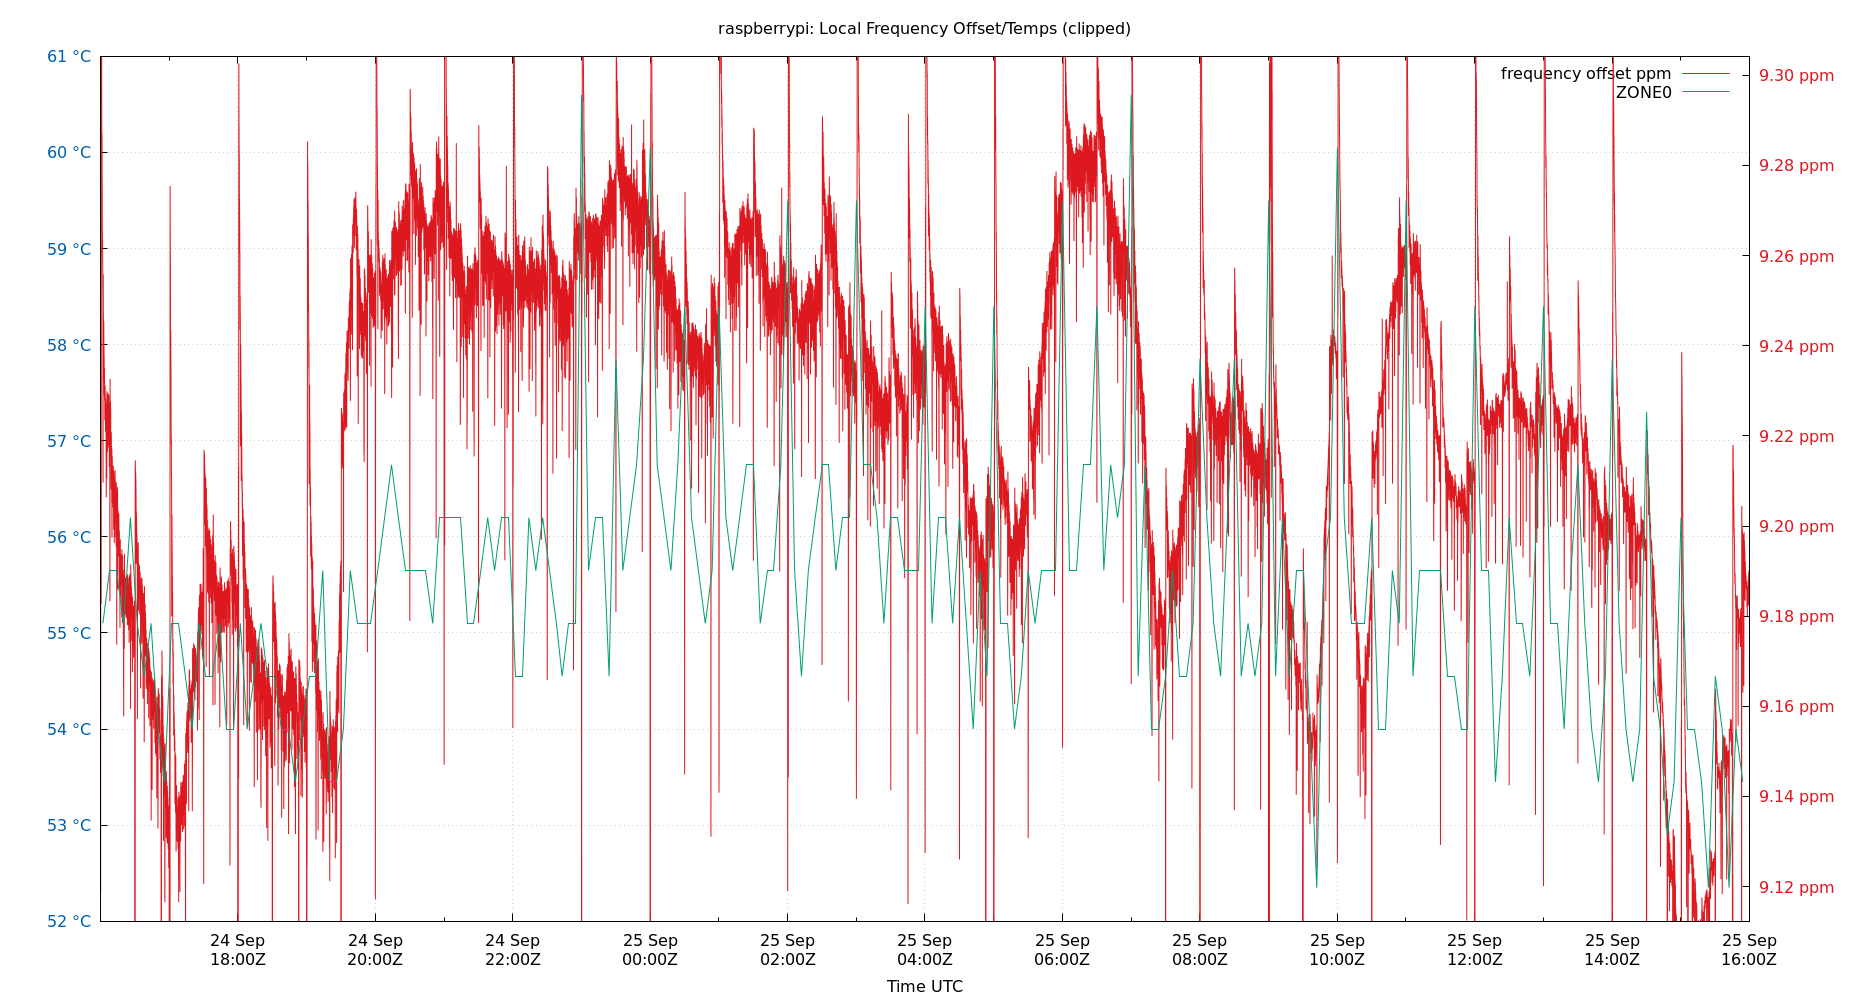 raspberrypi: Local Frequency Offset/Temps (clipped)
61 °C
60 °C
59 °C
58 °C
57 °C
56 °C
55 °C
54 °C
53 °C
52 °C
frequency offset ppm
ZONE0
9.30 ppm
9.28 ppm
9.26 ppm
9.24 ppm
9.22 ppm
9.20 ppm
9.18 ppm
9.16 ppm
9.14 ppm
9.12 ppm
24 Sep
18:00Z
24 Sep
20:00Z
24 Sep
22:00Z
25 Sep
00:00Z
25 Sep
02:00Z
25 Sep
04:00Z
25 Sep
06:00Z
25 Sep
08:00Z
25 Sep
10:00Z
25 Sep
12:00Z
25 Sep
14:00Z
25 Sep
16:00Z
Time UTC